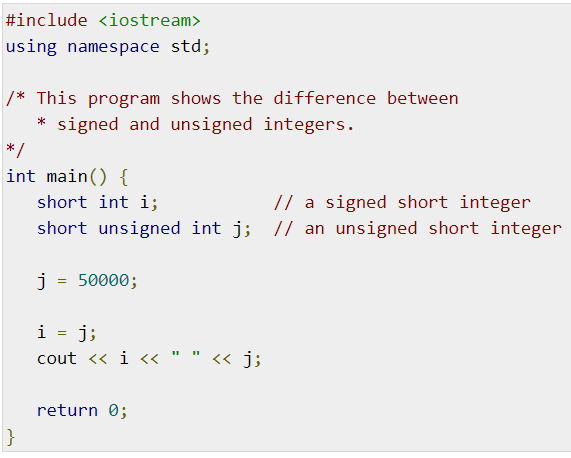 #include <iostream>
using namespace std;

/* This program shows the difference between
   * signed and unsigned integers.
*/
int main() {
   short int i;           // a signed short integer
   short unsigned int j;  // an unsigned short integer

   j = 50000;

   i = j;
   cout << i << " " << j;

   return 0;
}